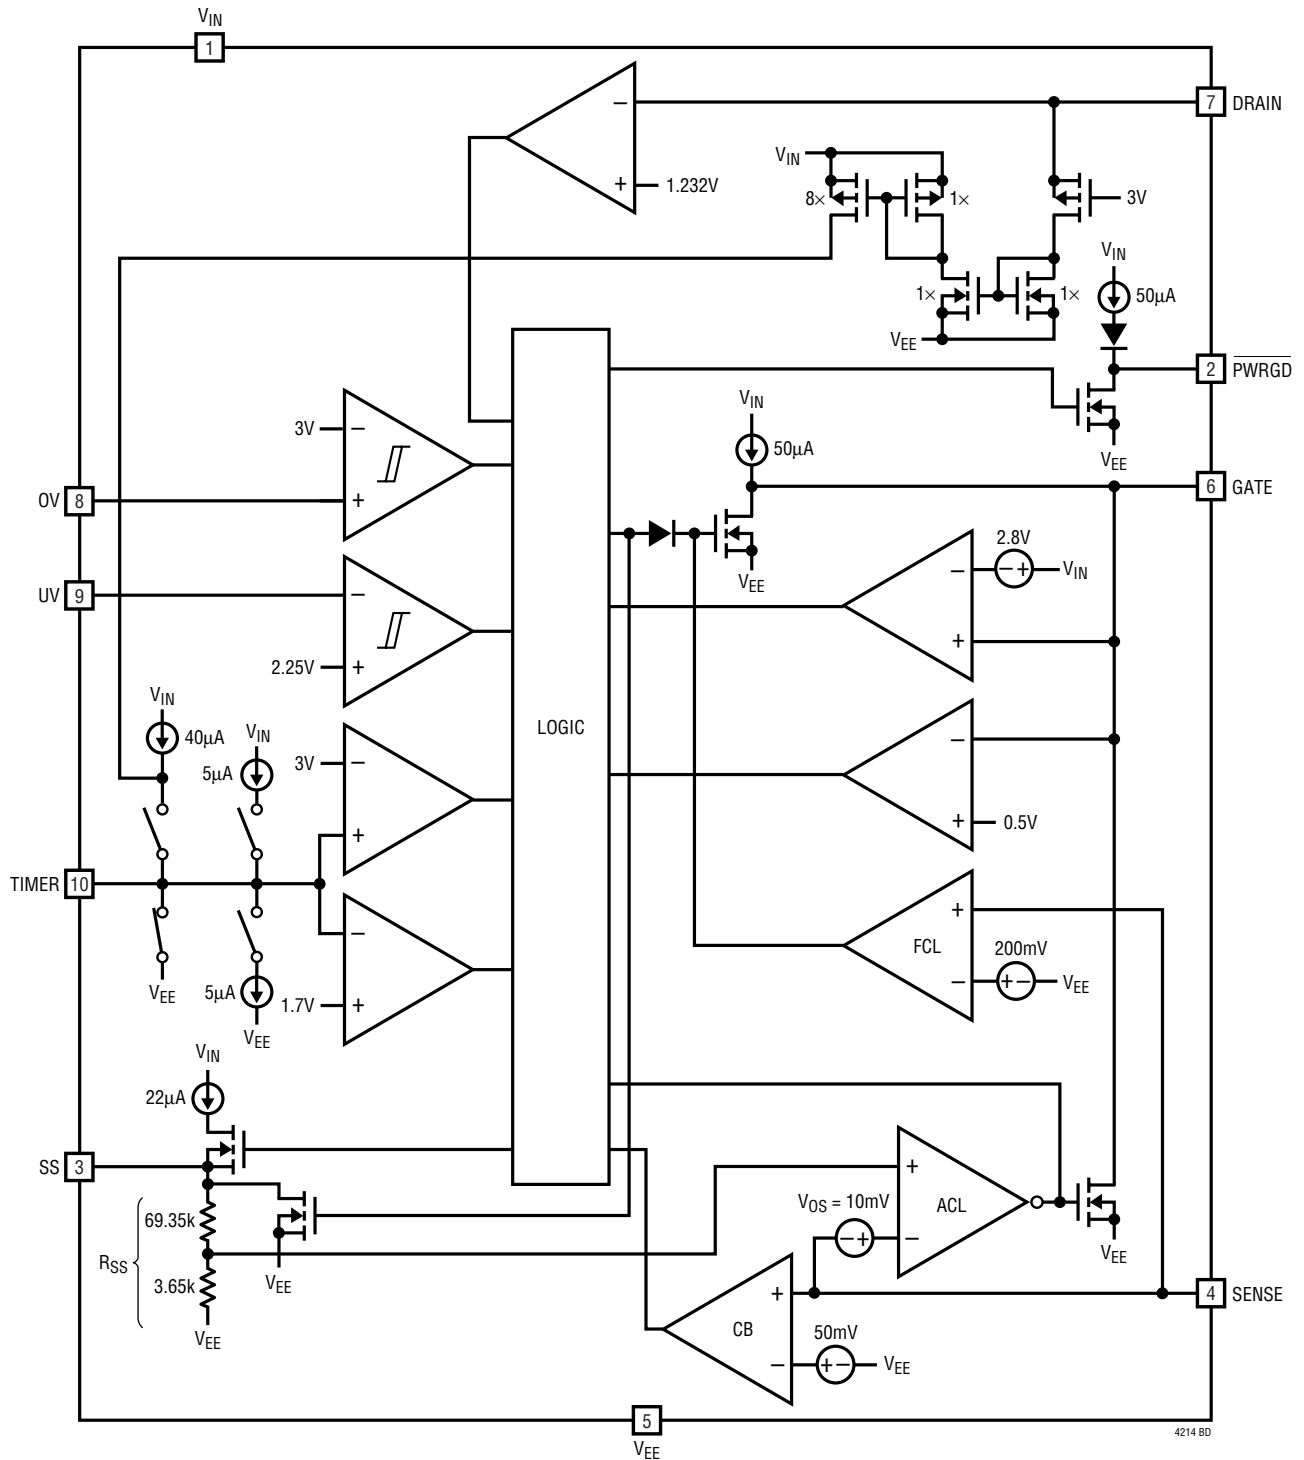 VIN
1
7 DRAIN
−
+ 1.232V
VIN
8× 1×
3V
1× 1×
VEE
VIN
50µA
2 PWRGD
VEE
VIN
50µA
6 GATE
VEE
3V −
OV 8 +
UV 9 −
2.25V +
LOGIC
2.8V
− − + VIN
+
−
+ 0.5V
VIN
40µA
VIN
5µA
3V −
+
TIMER 10
−
1.7V +
VEE
5µA
VEE
+
FCL
200mV
− + − VEE
VIN
22µA
SS 3
69.35k
RSS
3.65k
VEE
VEE
+
ACL
VOS = 10mV
− + −
VEE
4 SENSE
+
CB
50mV
− + − VEE
5
VEE
4214 BD